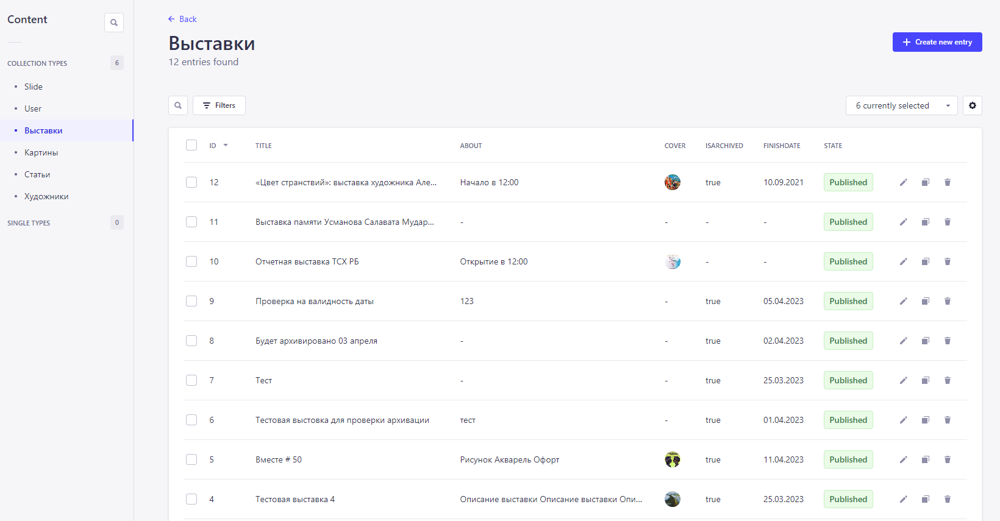 Content
COLLECTION TYPES 6
Slide
User
Выставки
Картины
Статьи
Художники
SINGLE TYPES 0
Back
Выставки
12 entries found
Create new entry
Filters
6 currently selected
ID TITLE ABOUT COVER ISARCHIVED FINISHDATE STATE
12 «Цвет странствий»: выставка художника Але... Начало в 12:00 true 10.09.2021 Published
11 Выставка памяти Усманова Салавата Мудар... - - - - Published
10 Отчетная выставка ТСХ РБ Открытие в 12:00 - - Published
9 Проверка на валидность даты 123 - true 05.04.2023 Published
8 Будет архивировано 03 апреля - - true 02.04.2023 Published
7 Тест - - true 25.03.2023 Published
6 Тестовая выстовка для проверки архивации тест - true 01.04.2023 Published
5 Вместе # 50 Рисунок Акварель Офорт true 11.04.2023 Published
4 Тестовая выставка 4 Описание выставки Описание выставки Опи... true 25.03.2023 Published